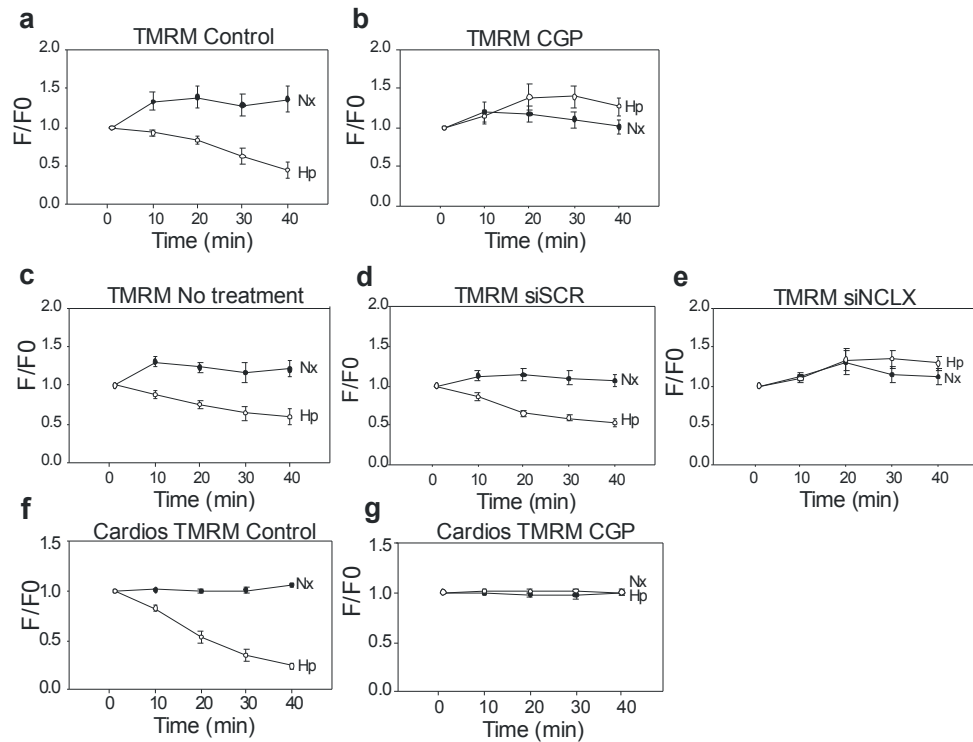 a
TMRM Control
F/F0
2.0
1.5
1.0
0.5
0.0
Nx
Hp
0 10 20 30 40
Time (min)
b
TMRM CGP
F/F0
2.0
1.5
1.0
0.5
0.0
Hp
Nx
0 10 20 30 40
Time (min)
c
TMRM No treatment
F/F0
2.0
1.5
1.0
0.5
0.0
Nx
Hp
0 10 20 30 40
Time (min)
d
TMRM siSCR
F/F0
2.0
1.5
1.0
0.5
0.0
Nx
Hp
0 10 20 30 40
Time (min)
e
TMRM siNCLX
F/F0
2.0
1.5
1.0
0.5
0.0
Hp
Nx
0 10 20 30 40
Time (min)
f
Cardios TMRM Control
F/F0
1.5
1.0
0.5
0.0
Nx
Hp
0 10 20 30 40
Time (min)
g
Cardios TMRM CGP
F/F0
1.5
1.0
0.5
0.0
Nx
Hp
0 10 20 30 40
Time (min)